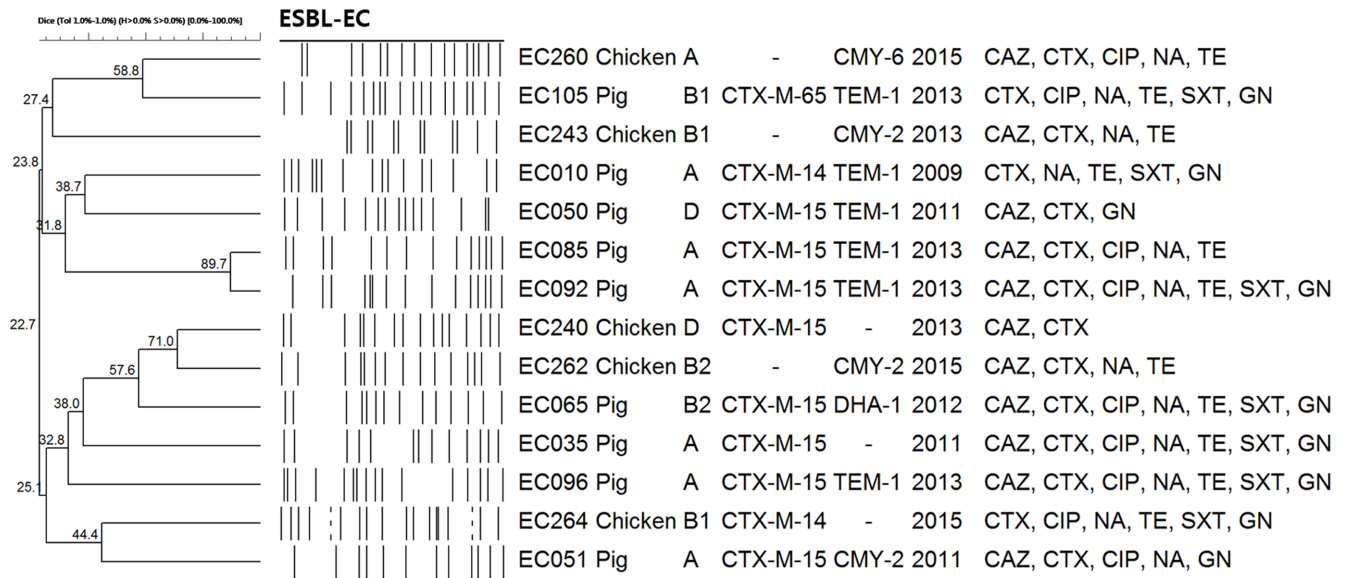 Dice (Tol 1.0%-1.0%) (H>0.0% S>0.0%) [0.0%-100.0%]
ESBL-EC
EC260 Chicken A - CMY-6 2015 CAZ, CTX, CIP, NA, TE
58.8
EC105 Pig B1 CTX-M-65 TEM-1 2013 CTX, CIP, NA, TE, SXT, GN
27.4
EC243 Chicken B1 - CMY-2 2013 CAZ, CTX, NA, TE
23.8
EC010 Pig A CTX-M-14 TEM-1 2009 CTX, NA, TE, SXT, GN
38.7
EC050 Pig D CTX-M-15 TEM-1 2011 CAZ, CTX, GN
31.8
EC085 Pig A CTX-M-15 TEM-1 2013 CAZ, CTX, CIP, NA, TE
89.7
EC092 Pig A CTX-M-15 TEM-1 2013 CAZ, CTX, CIP, NA, TE, SXT, GN
22.7
EC240 Chicken D CTX-M-15 - 2013 CAZ, CTX
71.0
EC262 Chicken B2 - CMY-2 2015 CAZ, CTX, NA, TE
57.6
EC065 Pig B2 CTX-M-15 DHA-1 2012 CAZ, CTX, CIP, NA, TE, SXT, GN
38.0
EC035 Pig A CTX-M-15 - 2011 CAZ, CTX, CIP, NA, TE, SXT, GN
32.8
EC096 Pig A CTX-M-15 TEM-1 2013 CAZ, CTX, CIP, NA, TE, SXT, GN
25.1
EC264 Chicken B1 CTX-M-14 - 2015 CTX, CIP, NA, TE, SXT, GN
44.4
EC051 Pig A CTX-M-15 CMY-2 2011 CAZ, CTX, CIP, NA, GN